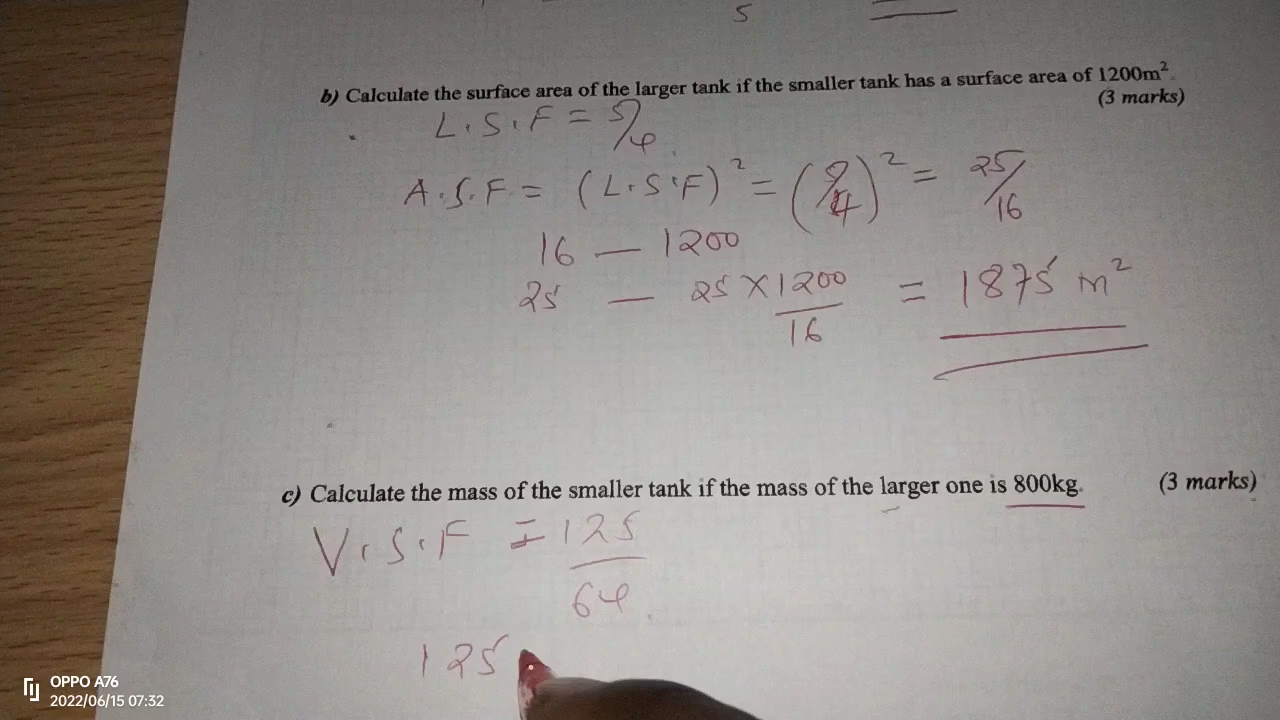 5
b) Calculate the surface area of the larger tank if the smaller tank has a surface area of 1200m².
(3 marks)
L.S.F = 5/4
A.S.F = (L.S.F)² = (5/4)² = 25/16
16 — 1200
25 — 25 × 1200 / 16 = 1875 m²
c) Calculate the mass of the smaller tank if the mass of the larger one is 800kg.
(3 marks)
V.S.F = 125/64
125
OPPO A76
2022/06/15 07:32